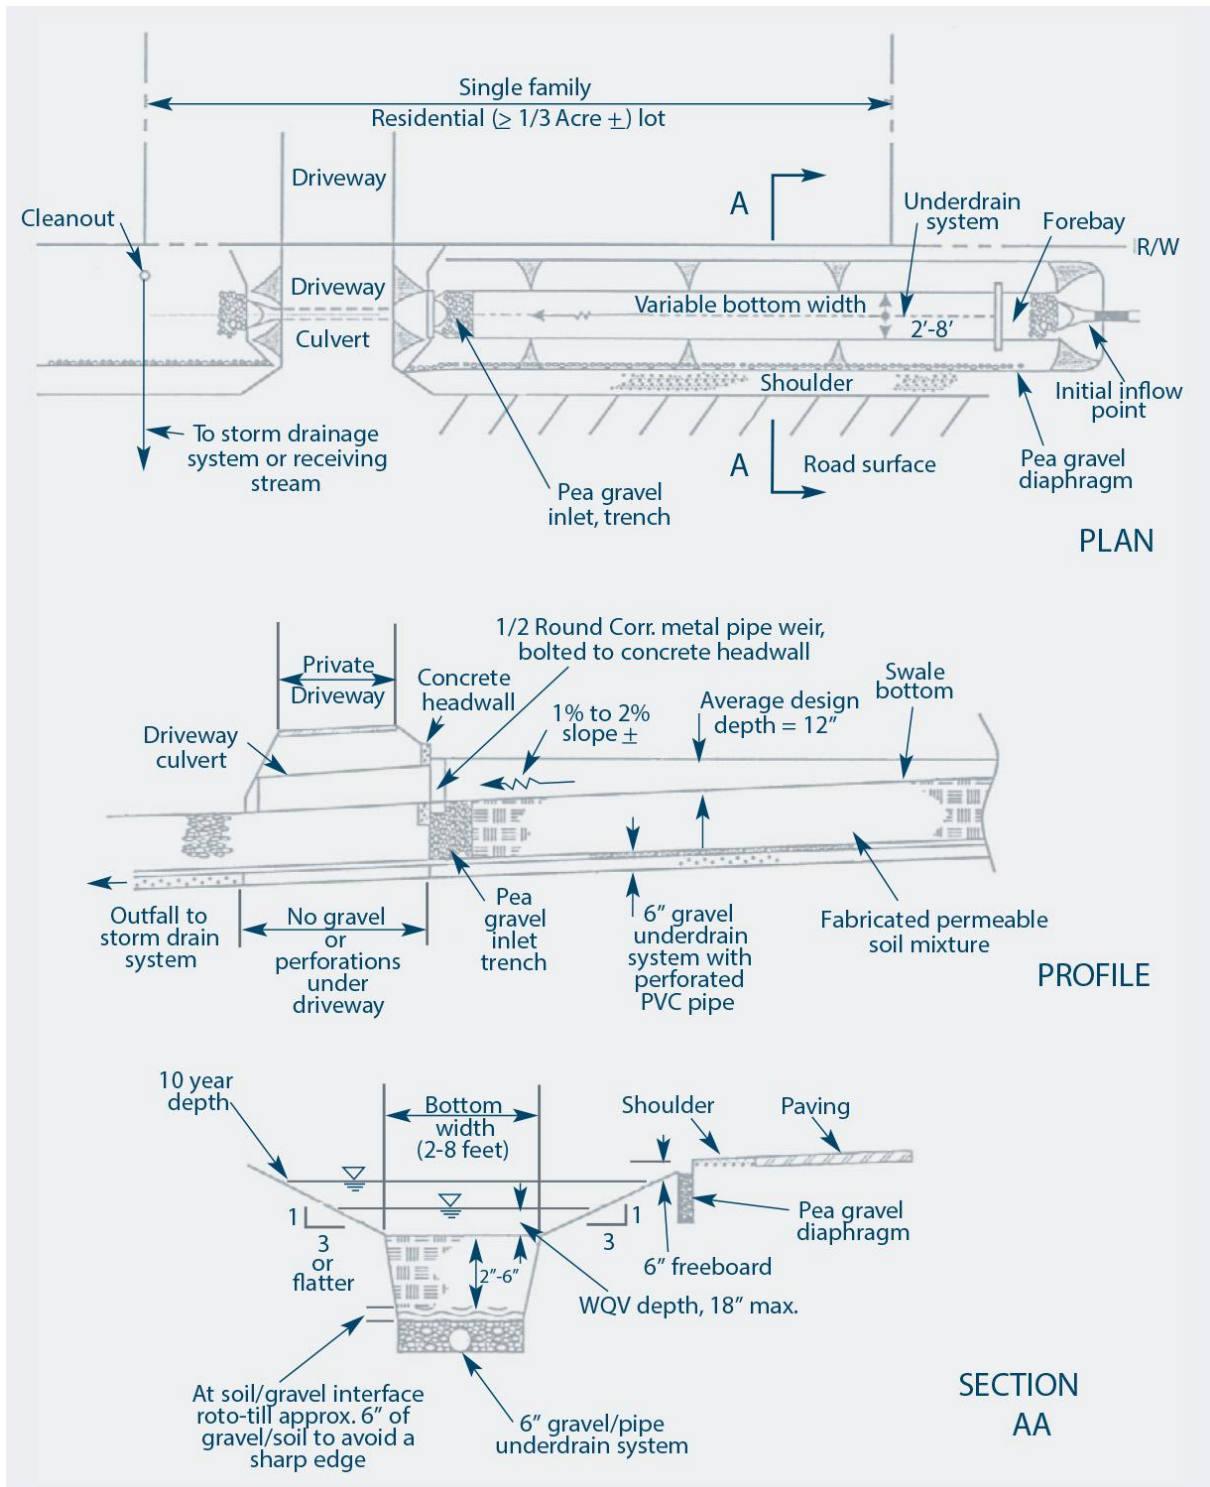 Single family
Residential (≥ 1/3 Acre ±) lot
Driveway
Cleanout
A
Underdrain
system
Forebay
R/W
Driveway
Culvert
Variable bottom width
2’-8’
Shoulder
Initial inflow
point
To storm drainage
system or receiving
stream
A
Road surface
Pea gravel
diaphragm
Pea gravel
inlet, trench
PLAN
1/2 Round Corr. metal pipe weir,
bolted to concrete headwall
Private
Driveway
Concrete
headwall
Swale
bottom
Average design
depth = 12”
1% to 2%
slope ±
Driveway
culvert
Pea
gravel
inlet
trench
Outfall to
storm drain
system
No gravel
or
perforations
under
driveway
6” gravel
underdrain
system with
perforated
PVC pipe
Fabricated permeable
soil mixture
PROFILE
10 year
depth
Bottom
width
(2-8 feet)
Shoulder
Paving
1
3
or
flatter
1
3
Pea gravel
diaphragm
2”-6”
6” freeboard
WQV depth, 18” max.
At soil/gravel interface
roto-till approx. 6” of
gravel/soil to avoid a
sharp edge
6” gravel/pipe
underdrain system
SECTION
AA